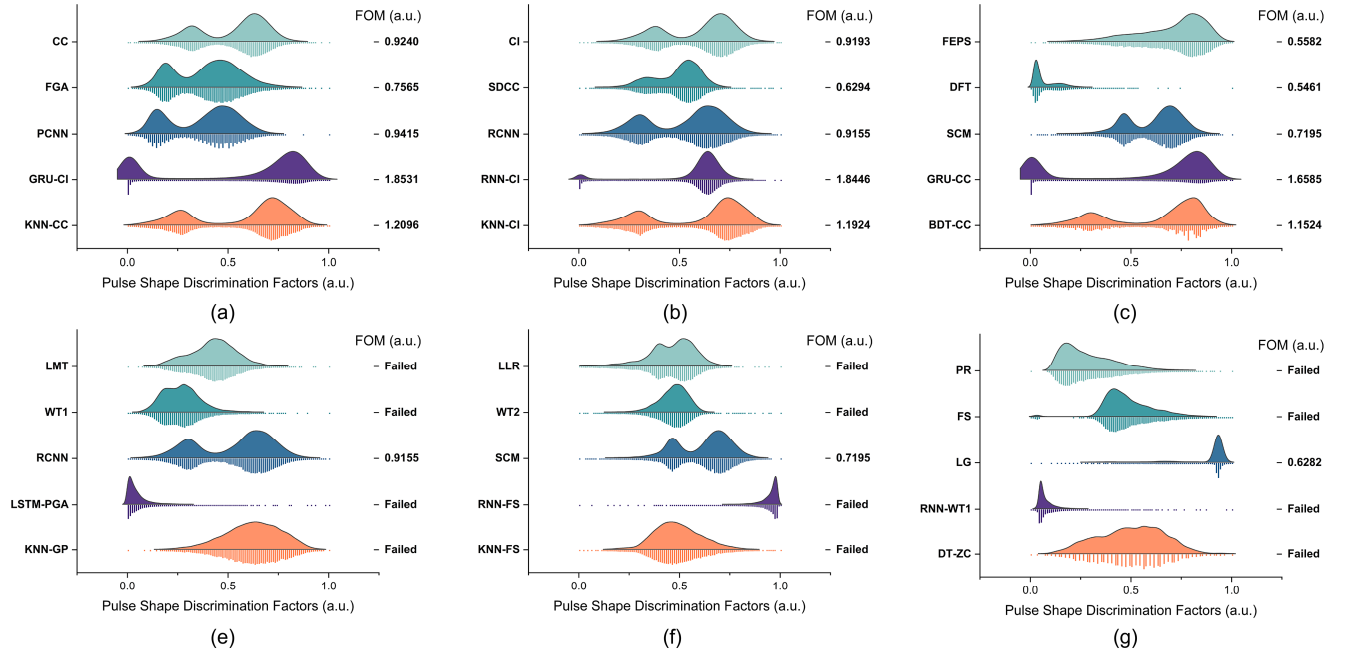 FOM (a.u.)
CC
0.9240
FGA
0.7565
PCNN
0.9415
GRU-CI
1.8531
KNN-CC
1.2096
0.0
0.5
1.0
Pulse Shape Discrimination Factors (a.u.)
(a)
FOM (a.u.)
CI
0.9193
SDCC
0.6294
RCNN
0.9155
RNN-CI
1.8446
KNN-CI
1.1924
0.0
0.5
1.0
Pulse Shape Discrimination Factors (a.u.)
(b)
FOM (a.u.)
FEPS
0.5582
DFT
0.5461
SCM
0.7195
GRU-CC
1.6585
BDT-CC
1.1524
0.0
0.5
1.0
Pulse Shape Discrimination Factors (a.u.)
(c)
FOM (a.u.)
LMT
Failed
WT1
Failed
RCNN
0.9155
LSTM-PGA
Failed
KNN-GP
Failed
0.0
0.5
1.0
Pulse Shape Discrimination Factors (a.u.)
(e)
FOM (a.u.)
LLR
Failed
WT2
Failed
SCM
0.7195
RNN-FS
Failed
KNN-FS
Failed
0.0
0.5
1.0
Pulse Shape Discrimination Factors (a.u.)
(f)
FOM (a.u.)
PR
Failed
FS
Failed
LG
0.6282
RNN-WT1
Failed
DT-ZC
Failed
0.0
0.5
1.0
Pulse Shape Discrimination Factors (a.u.)
(g)